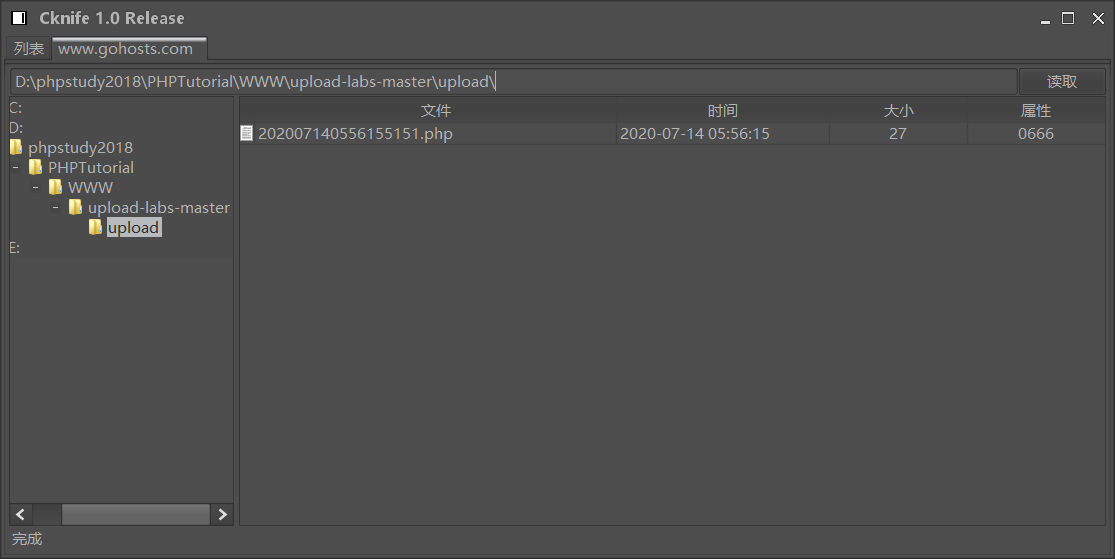 Cknife 1.0 Release
列表 www.gohosts.com
D:\phpstudy2018\PHPTutorial\WWW\upload-labs-master\upload\ 读取
C:
D:
phpstudy2018
PHPTutorial
WWW
upload-labs-master
upload
E:
文件 时间 大小 属性
202007140556155151.php 2020-07-14 05:56:15 27 0666
完成